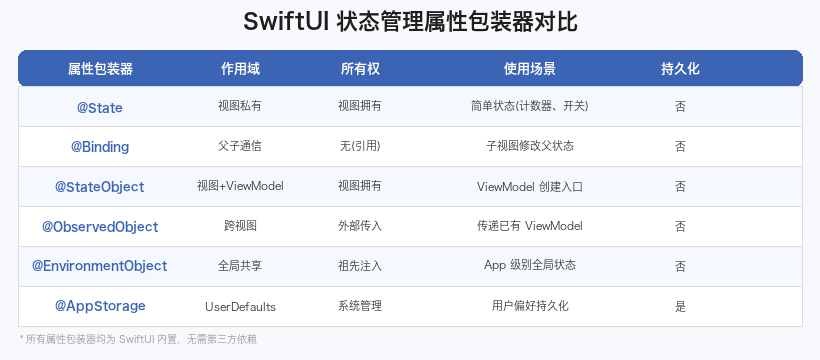 SwiftUI 状态管理属性包装器对比
属性包装器 作用域 所有权 使用场景 持久化
@State 视图私有 视图拥有 简单状态(计数器、开关) 否
@Binding 父子通信 无(引用) 子视图修改父状态 否
@StateObject 视图+ViewModel 视图拥有 ViewModel 创建入口 否
@ObservedObject 跨视图 外部传入 传递已有 ViewModel 否
@EnvironmentObject 全局共享 祖先注入 App 级别全局状态 否
@AppStorage UserDefaults 系统管理 用户偏好持久化 是
* 所有属性包装器均为 SwiftUI 内置，无需第三方依赖